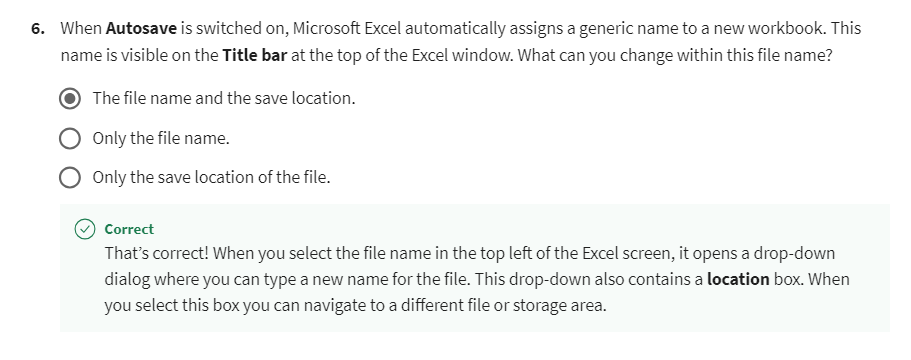 6. When Autosave is switched on, Microsoft Excel automatically assigns a generic name to a new workbook. This
name is visible on the Title bar at the top of the Excel window. What can you change within this file name?
The file name and the save location.
Only the file name.
Only the save location of the file.
Correct
That’s correct! When you select the file name in the top left of the Excel screen, it opens a drop-down
dialog where you can type a new name for the file. This drop-down also contains a location box. When
you select this box you can navigate to a different file or storage area.